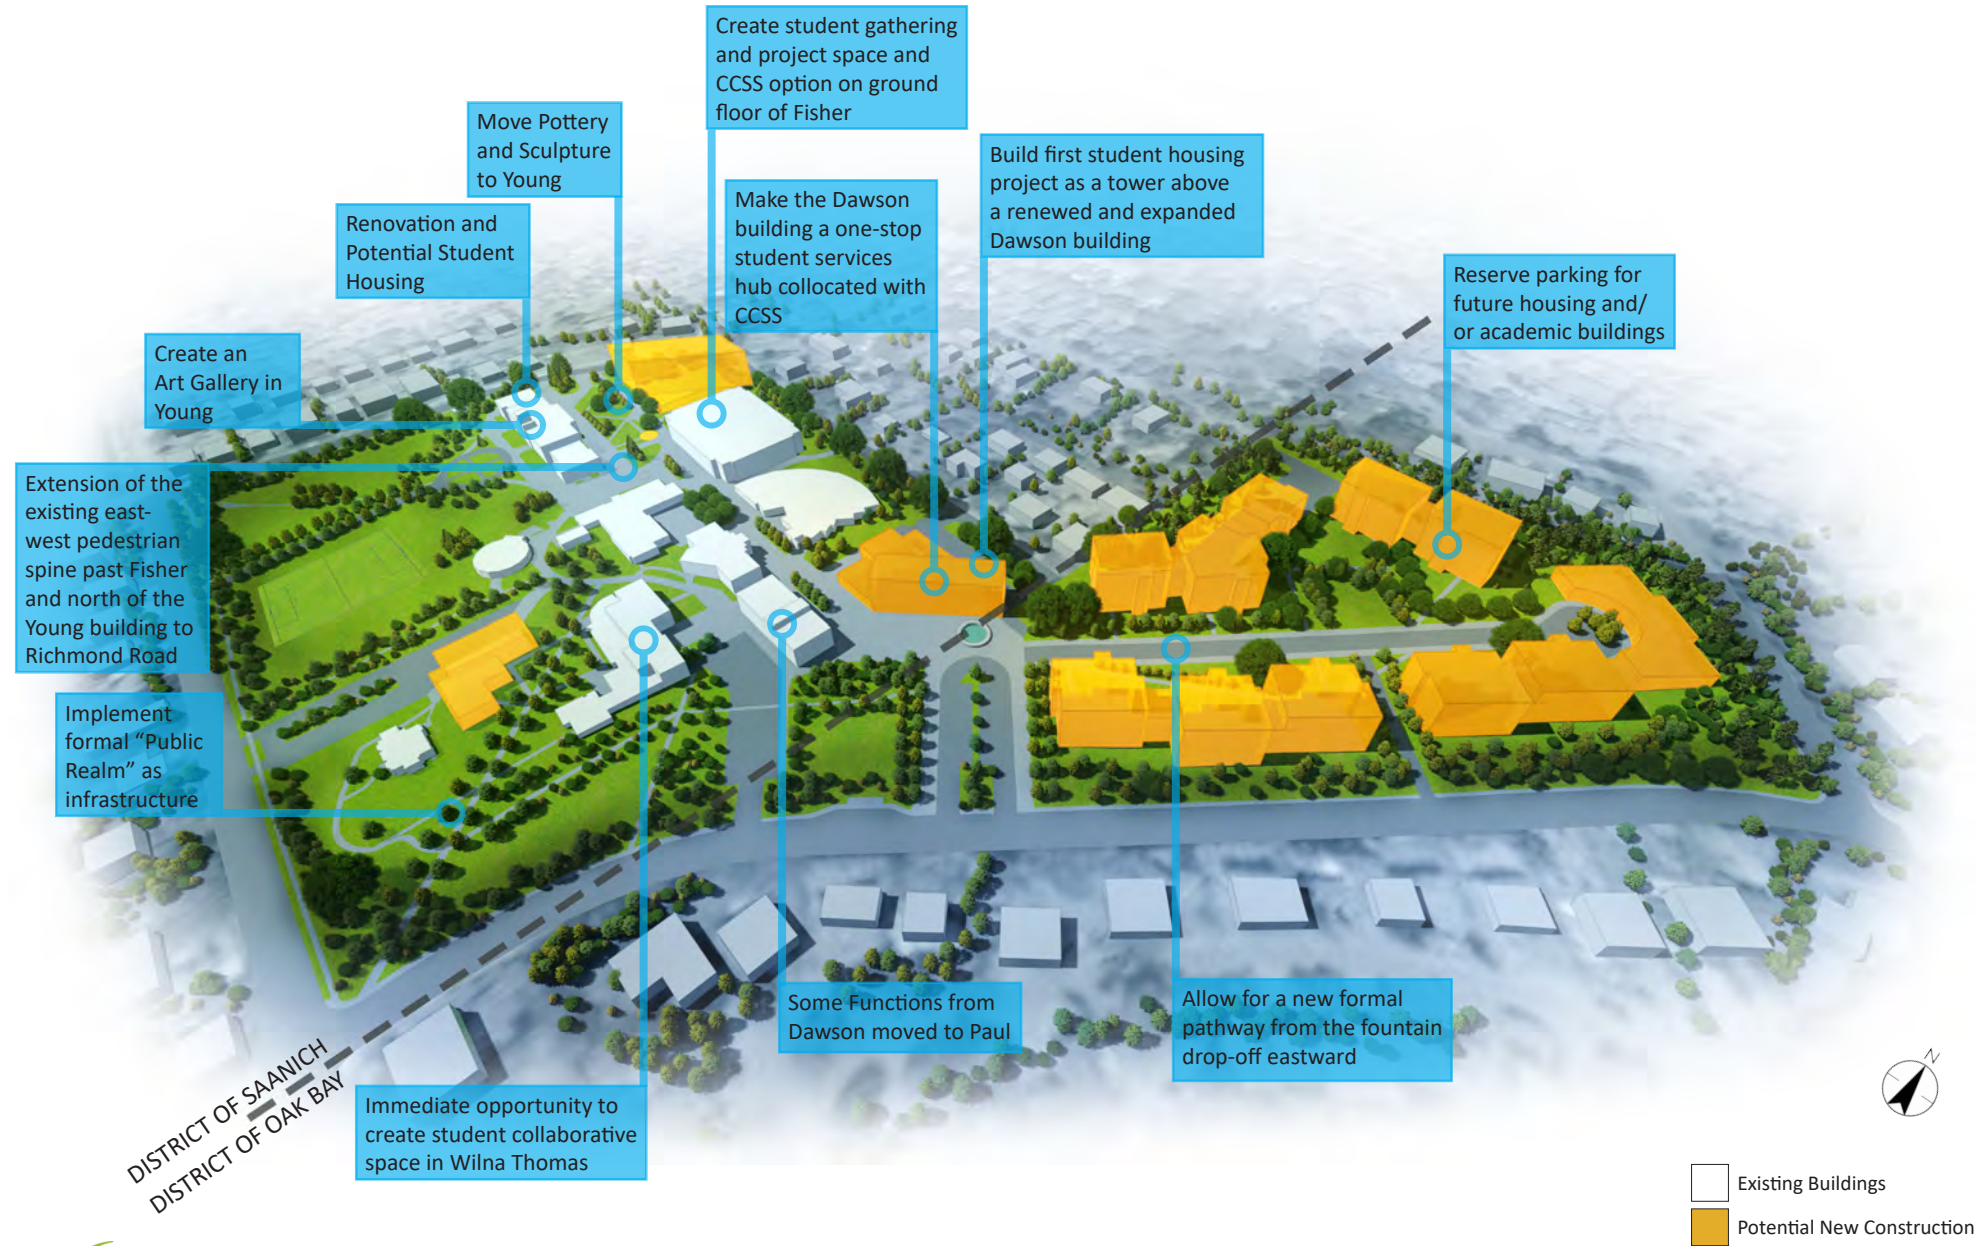 Create student gathering
and project space and
CCSS option on ground
floor of Fisher
Move Pottery
and Sculpture
to Young
Build first student housing
project as a tower above
a renewed and expanded
Dawson building
Make the Dawson
building a one-stop
student services
hub collocated with
CCSS
Renovation and
Potential Student
Housing
Reserve parking for
future housing and/
or academic buildings
Create an
Art Gallery in
Young
Extension of the
existing east-
west pedestrian
spine past Fisher
and north of the
Young building to
Richmond Road
Implement
formal “Public
Realm” as
infrastructure
Some Functions from
Dawson moved to Paul
Allow for a new formal
pathway from the fountain
drop-off eastward
Immediate opportunity to
create student collaborative
space in Wilna Thomas
DISTRICT OF SAANICH
DISTRICT OF OAK BAY
N
Existing Buildings
Potential New Construction